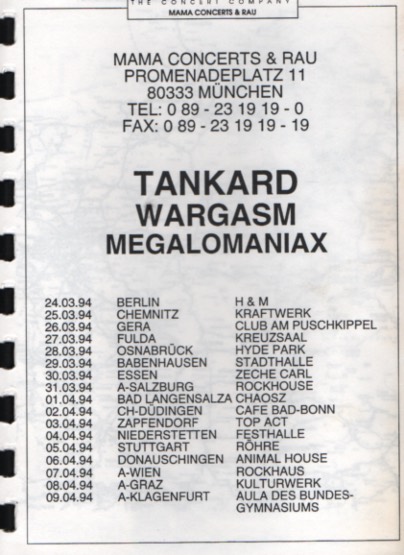 THE CONCERT COMPANY
MAMA CONCERTS & RAU
MAMA CONCERTS & RAU
PROMENADEPLATZ 11
80333 MÜNCHEN
TEL: 0 89 - 23 19 19 - 0
FAX: 0 89 - 23 19 19 - 19
TANKARD
WARGASM
MEGALOMANIAX
24.03.94 BERLIN H & M
25.03.94 CHEMNITZ KRAFTWERK
26.03.94 GERA CLUB AM PUSCHKIPPEL
27.03.94 FULDA KREUZSAAL
28.03.94 OSNABRÜCK HYDE PARK
29.03.94 BABENHAUSEN STADTHALLE
30.03.94 ESSEN ZECHE CARL
31.03.94 A-SALZBURG ROCKHOUSE
01.04.94 BAD LANGENSALZA CHAOSZ
02.04.94 CH-DÜDINGEN CAFE BAD-BONN
03.04.94 ZAPFENDORF TOP ACT
04.04.94 NIEDERSTETTEN FESTHALLE
05.04.94 STUTTGART RÖHRE
06.04.94 DONAUSCHINGEN ANIMAL HOUSE
07.04.94 A-WIEN ROCKHAUS
08.04.94 A-GRAZ KULTURWERK
09.04.94 A-KLAGENFURT AULA DES BUNDES-
GYMNASIUMS